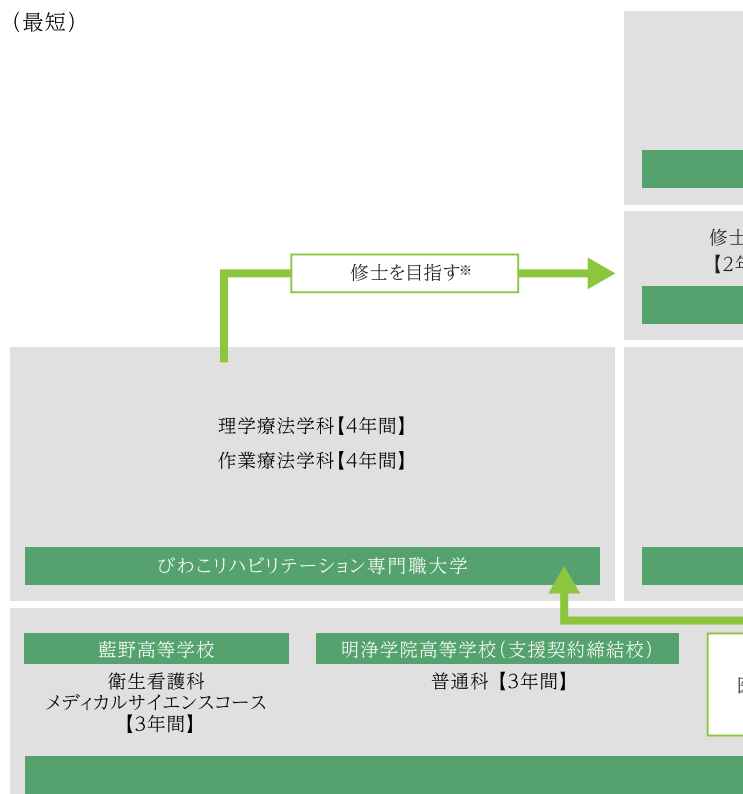 （最短）
修士
【2年
修士を目指す※
理学療法学科【4年間】
作業療法学科【4年間】
びわこリハビリテーション専門職大学
藍野高等学校
衛生看護科
メディカルサイエンスコース
【3年間】
明浄学院高等学校（支援契約締結校）
普通科【3年間】